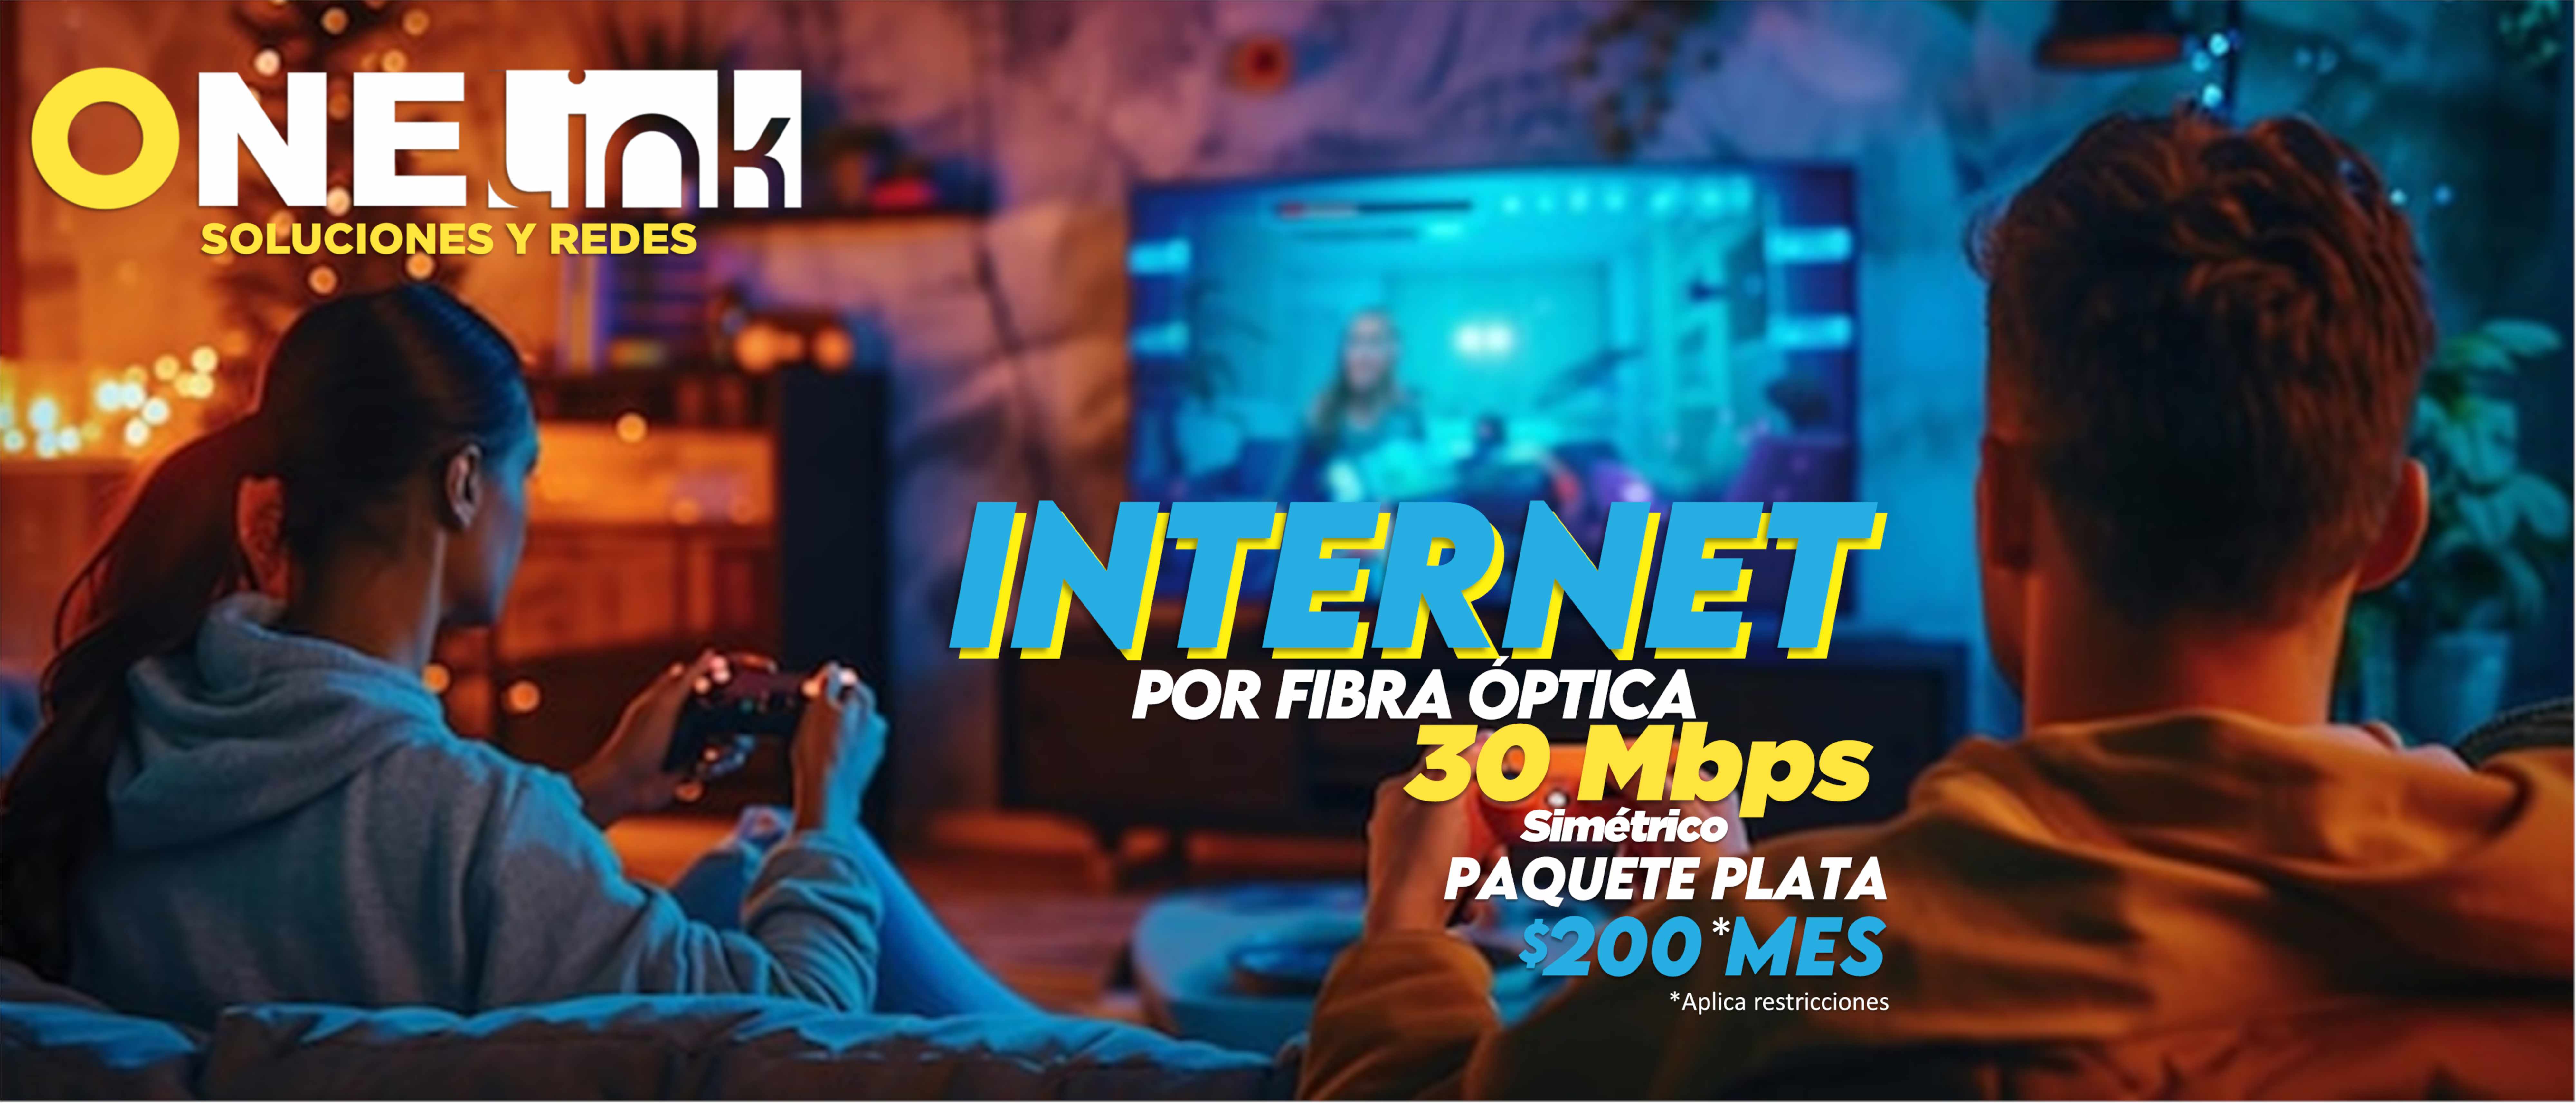 ONE Link
SOLUCIONES Y REDES
INTERNET
POR FIBRA ÓPTICA
30 Mbps
Simétrico
PAQUETE PLATA
$200*MES
*Aplica restricciones